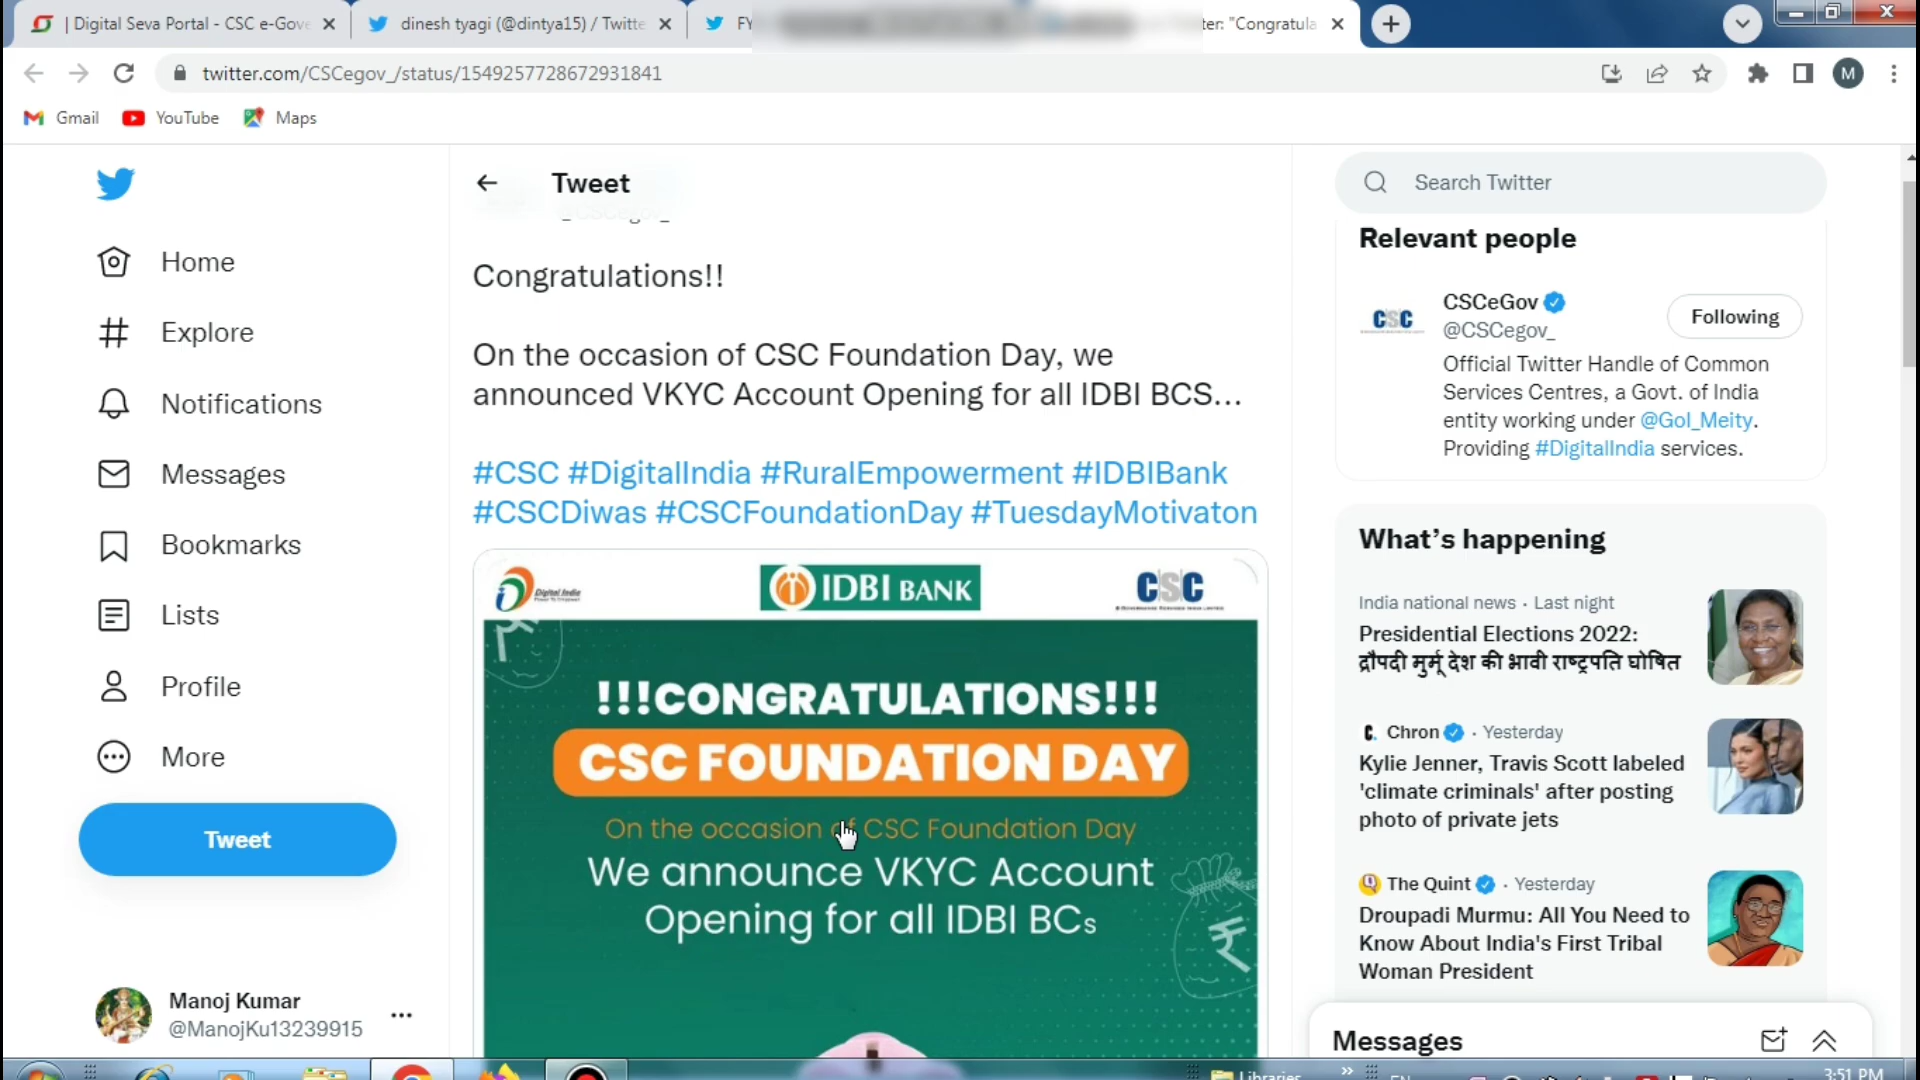 | Digital Seva Portal - CSC e-Gove
dinesh tyagi (@dintya15) / Twitte
FY
ter: "Congratula
twitter.com/CSCegov_/status/1549257728672931841
M
Gmail
YouTube
Maps
Tweet
Search Twitter
Home
Explore
Notifications
Messages
Bookmarks
Lists
Profile
More
Tweet
Manoj Kumar
@ManojKu13239915
Congratulations!!
On the occasion of CSC Foundation Day, we
announced VKYC Account Opening for all IDBI BCS...
#CSC #DigitalIndia #RuralEmpowerment #IDBIBank
#CSCDiwas #CSCFoundationDay #TuesdayMotivaton
Digital India
IDBI BANK
CSC
!!!CONGRATULATIONS!!!
CSC FOUNDATION DAY
On the occasion of CSC Foundation Day
We announce VKYC Account
Opening for all IDBI BCs
Relevant people
CSC
CSCeGov
@CSCegov_
Following
Official Twitter Handle of Common
Services Centres, a Govt. of India
entity working under @GoI_Meity.
Providing #DigitalIndia services.
What's happening
India national news · Last night
Presidential Elections 2022:
द्रौपदी मुर्मू देश की भावी राष्ट्रपति घोषित
Chron · Yesterday
Kylie Jenner, Travis Scott labeled
'climate criminals' after posting
photo of private jets
The Quint · Yesterday
Droupadi Murmu: All You Need to
Know About India's First Tribal
Woman President
Messages
Libraries
EN
3:51 PM